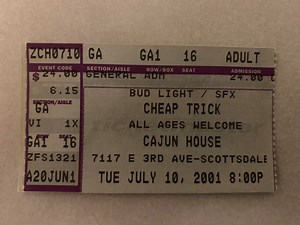 ZCH0710 GA GA1 16 ADULT
EVENT CODE SECTION/AISLE ROW/BOX SEAT ADMISSION
$ 24.00 GENERAL ADM 24.00
6.15 BUD LIGHT / SFX
SECTION/AISLE
GA CHEAP TRICK
VI 1X ALL AGES WELCOME
GA1 16 CAJUN HOUSE
ZFS1321 7117 E 3RD AVE-SCOTTSDALE
A20JUN1 TUE JULY 10, 2001 8:00P